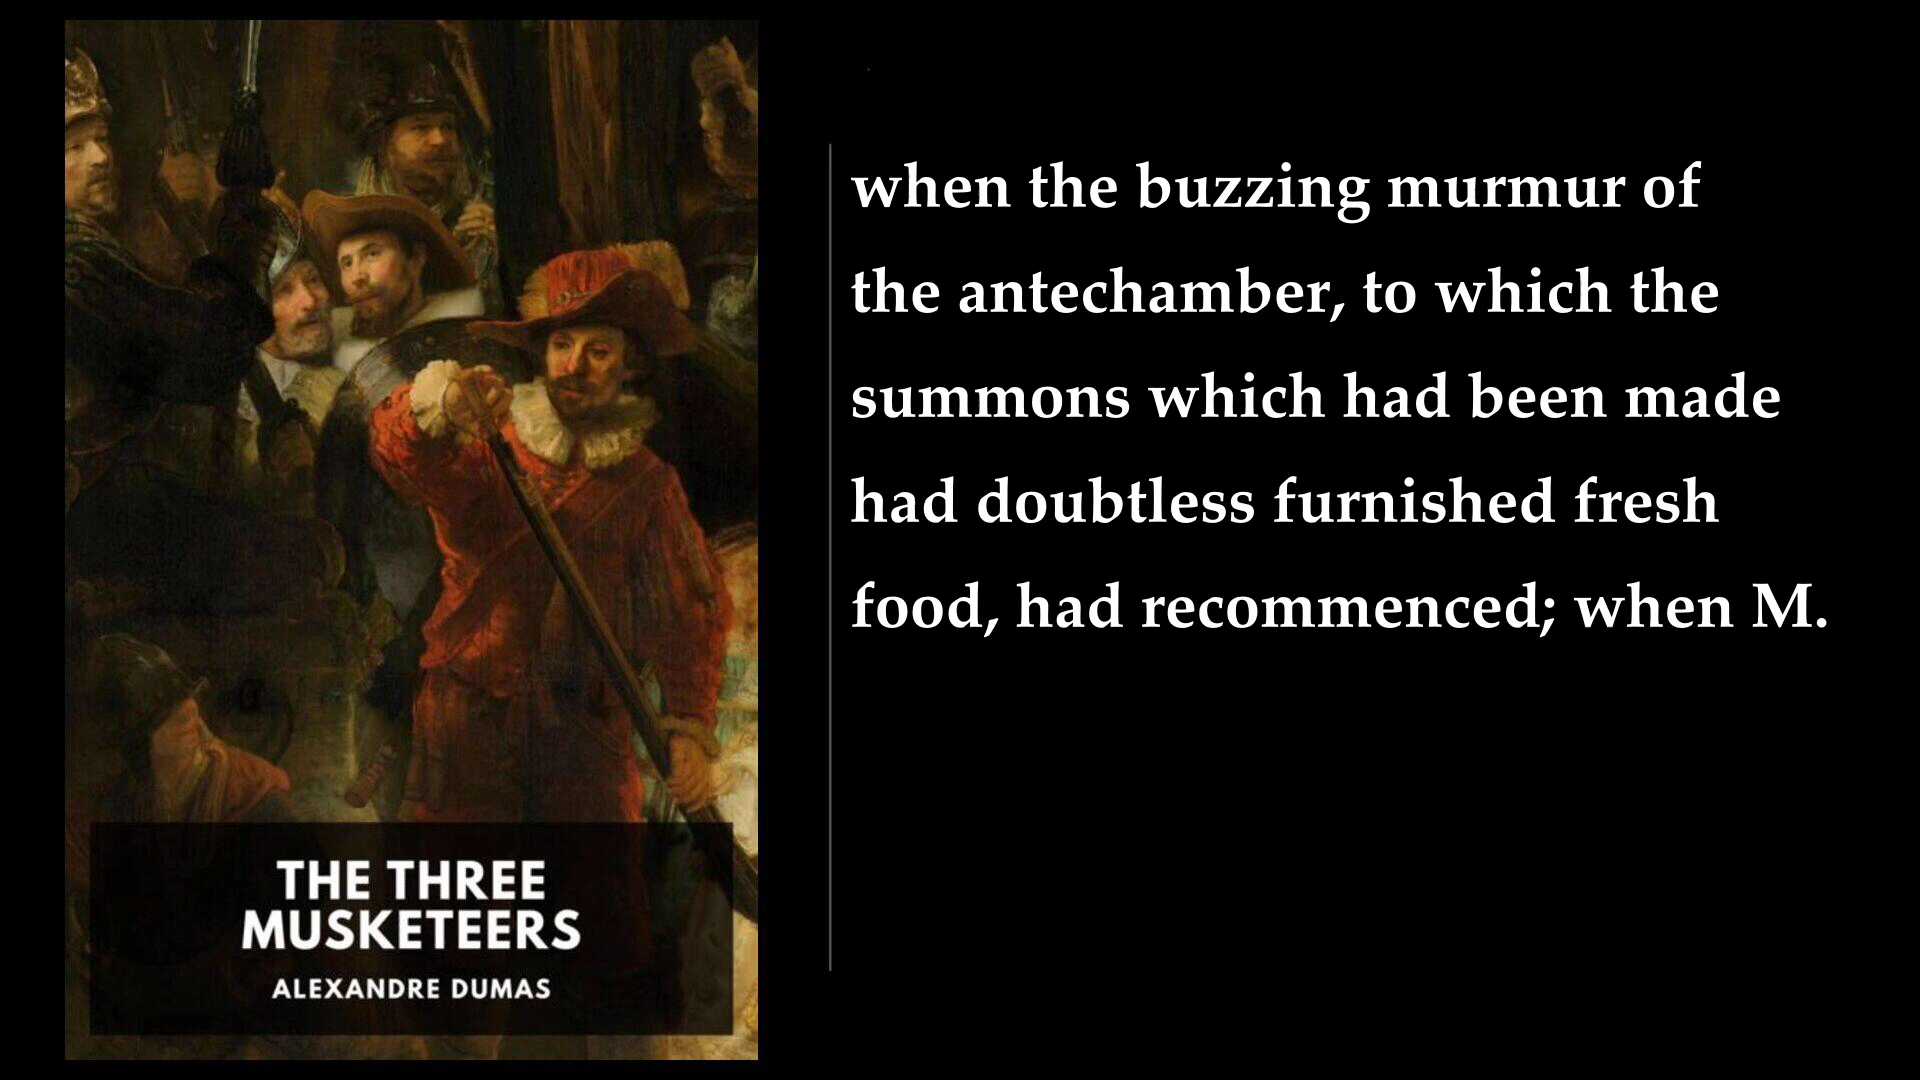 THE THREE
MUSKETEERS
ALEXANDRE DUMAS
when the buzzing murmur of
the antechamber, to which the
summons which had been made
had doubtless furnished fresh
food, had recommenced; when M.